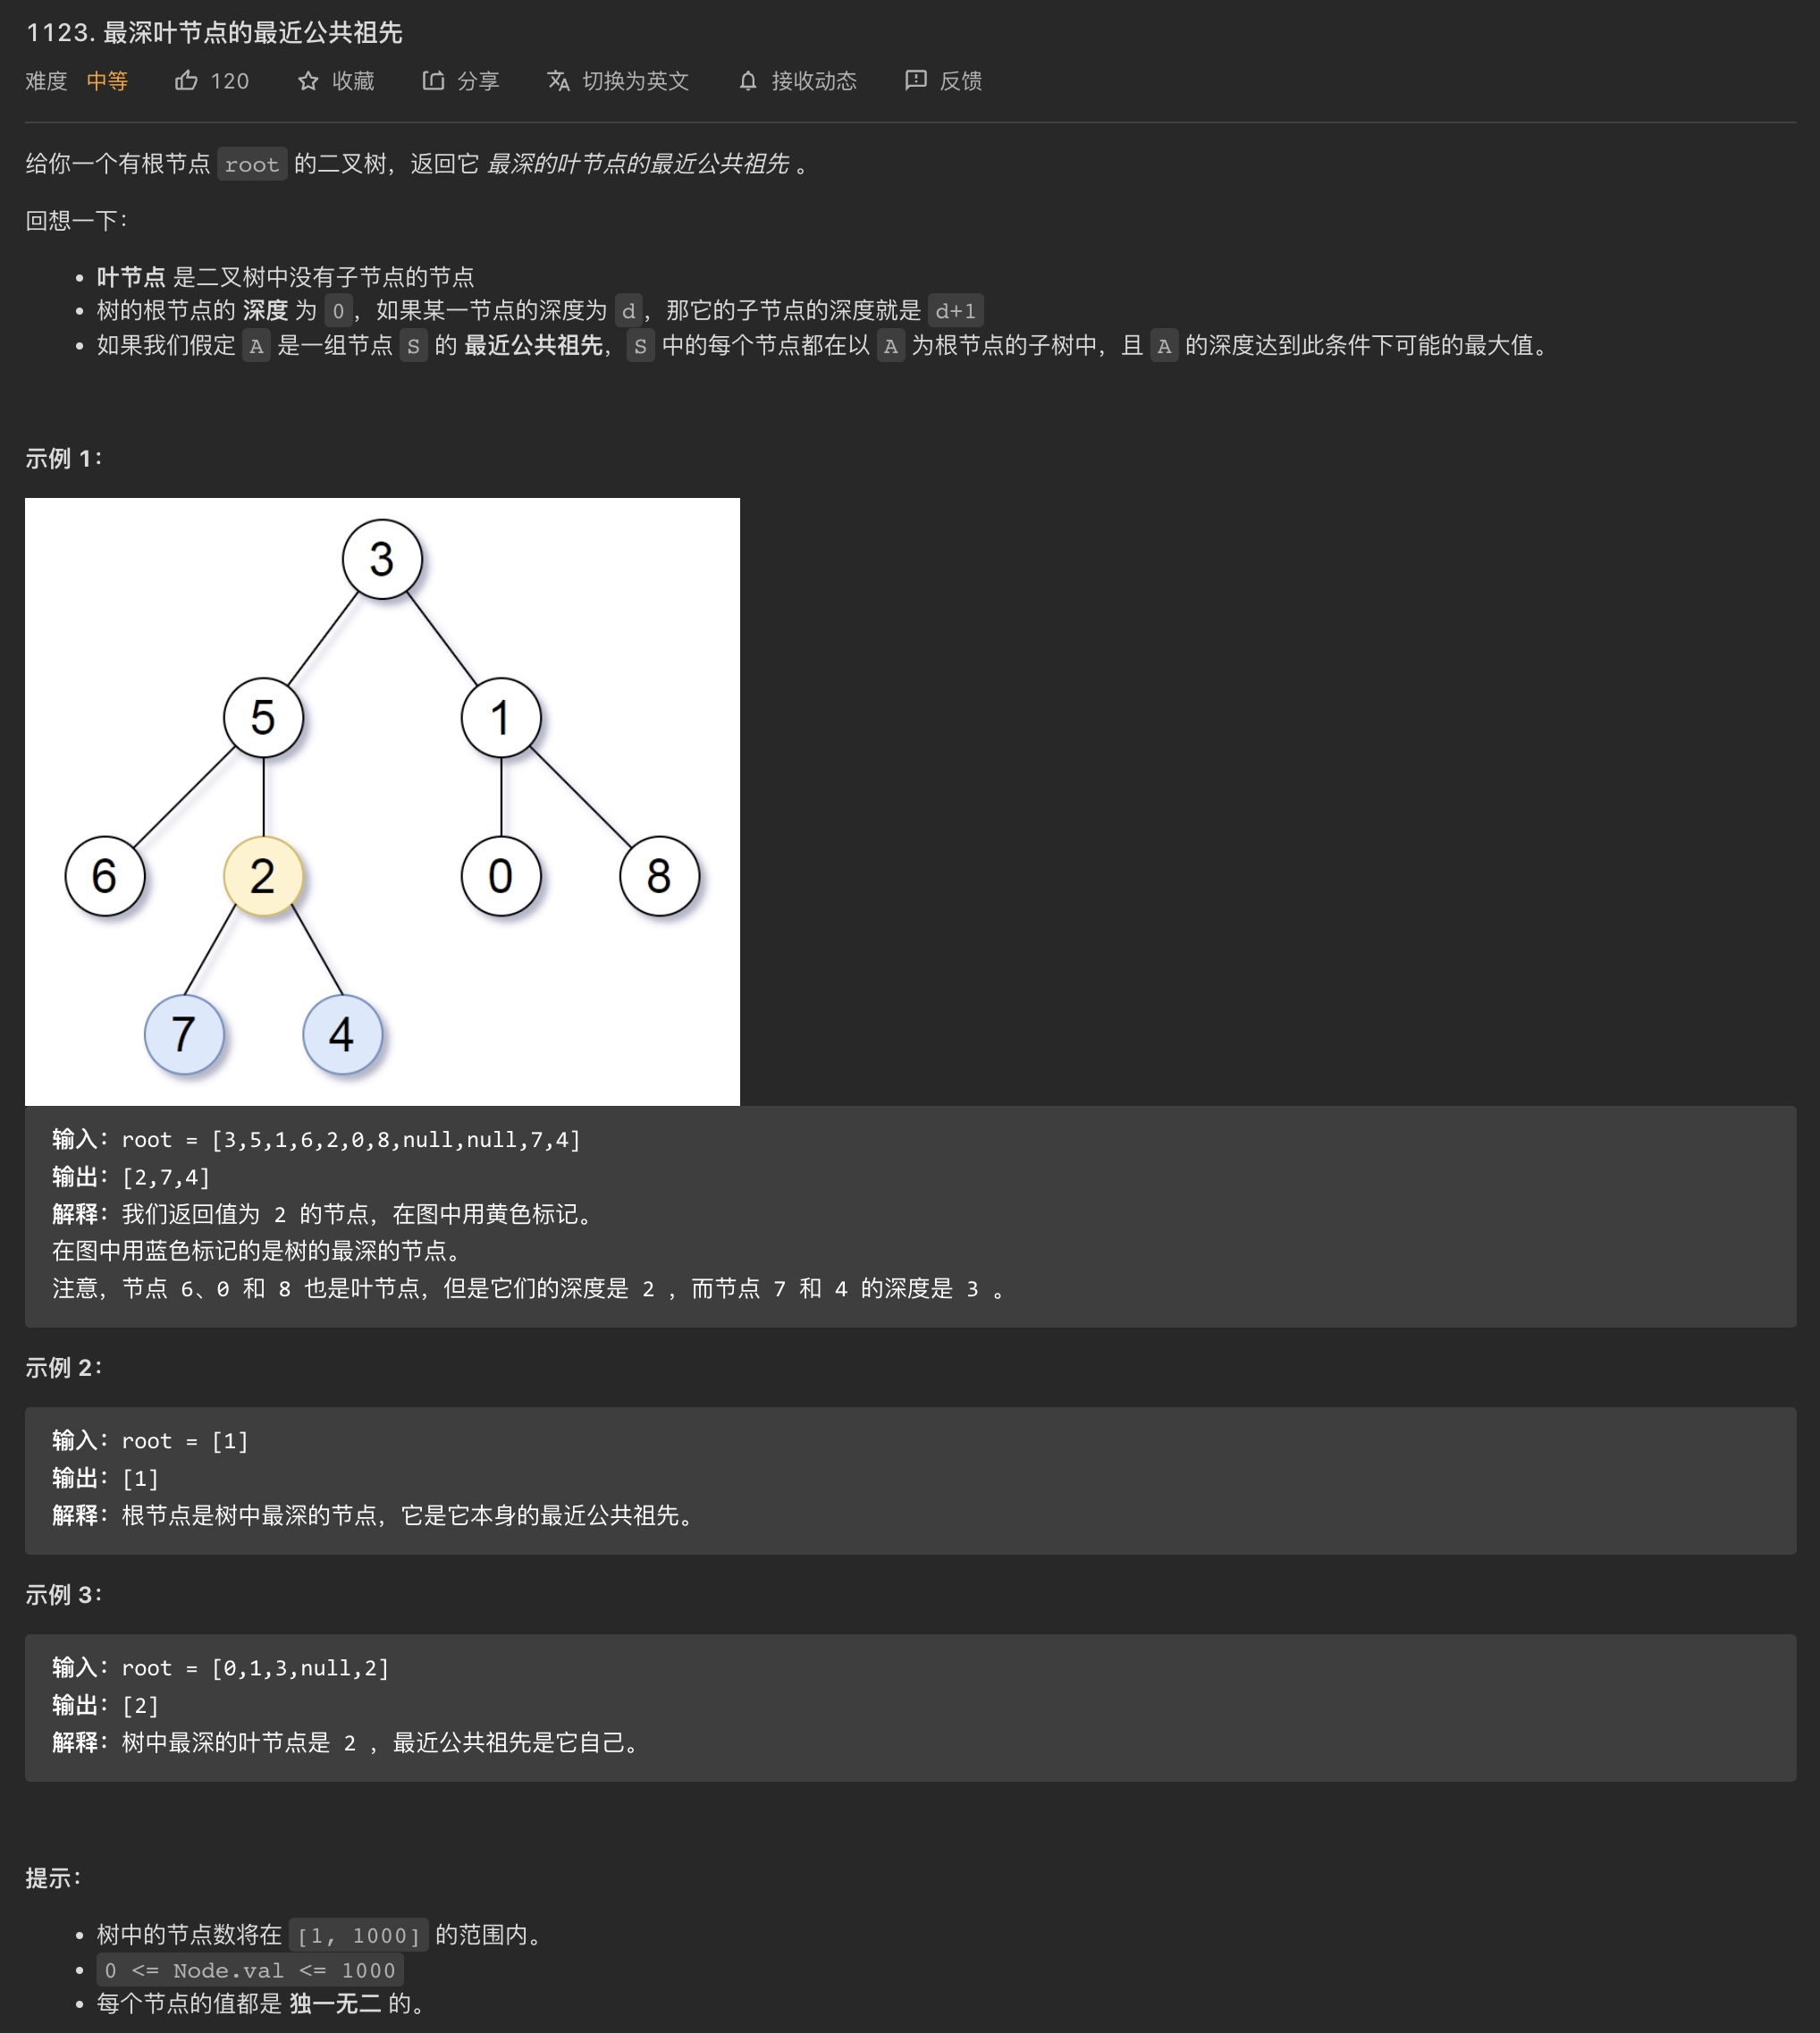 1123. 最深叶节点的最近公共祖先
难度 中等 120 收藏 分享 切换为英文 接收动态 反馈
给你一个有根节点 root 的二叉树，返回它 最深的叶节点的最近公共祖先 。
回想一下：
• 叶节点 是二叉树中没有子节点的节点
• 树的根节点的 深度 为 0，如果某一节点的深度为 d，那它的子节点的深度就是 d+1
• 如果我们假定 A 是一组节点 S 的 最近公共祖先，S 中的每个节点都在以 A 为根节点的子树中，且 A 的深度达到此条件下可能的最大值。
示例 1：
3
5 1
6 2 0 8
7 4
输入：root = [3,5,1,6,2,0,8,null,null,7,4]
输出：[2,7,4]
解释：我们返回值为 2 的节点，在图中用黄色标记。
在图中用蓝色标记的是树的最深的节点。
注意，节点 6、0 和 8 也是叶节点，但是它们的深度是 2 ，而节点 7 和 4 的深度是 3 。
示例 2：
输入：root = [1]
输出：[1]
解释：根节点是树中最深的节点，它是它本身的最近公共祖先。
示例 3：
输入：root = [0,1,3,null,2]
输出：[2]
解释：树中最深的叶节点是 2 ，最近公共祖先是它自己。
提示：
• 树中的节点数将在 [1, 1000] 的范围内。
• 0 <= Node.val <= 1000
• 每个节点的值都是 独一无二 的。